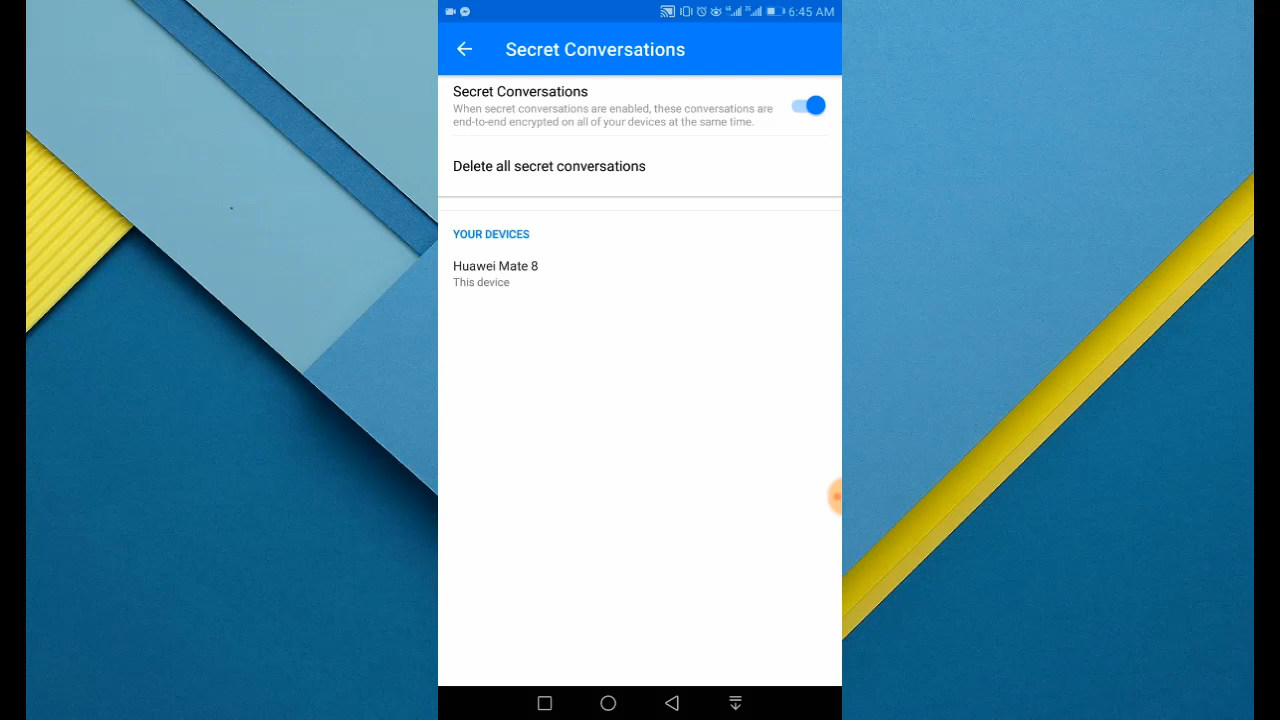 6:45 AM
Secret Conversations
Secret Conversations
When secret conversations are enabled, these conversations are
end-to-end encrypted on all of your devices at the same time.
Delete all secret conversations
YOUR DEVICES
Huawei Mate 8
This device